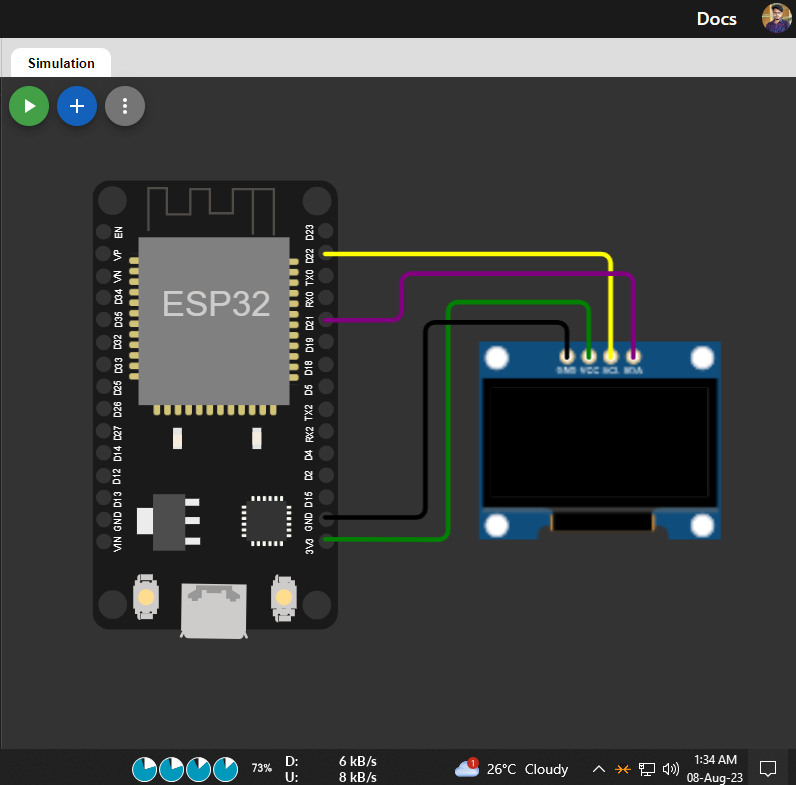 Docs
Simulation
EN
VP
VN
D34
D35
D32
D33
D25
D26
D27
D14
D12
D13
GND
VIN
ESP32
D23
D22
TX0
RX0
D21
D19
D18
D5
TX2
RX2
D4
D2
D15
GND
3V3
GND VCC SCL SDA
73%
D: 6 kB/s
U: 8 kB/s
1
26°C Cloudy
1:34 AM
08-Aug-23